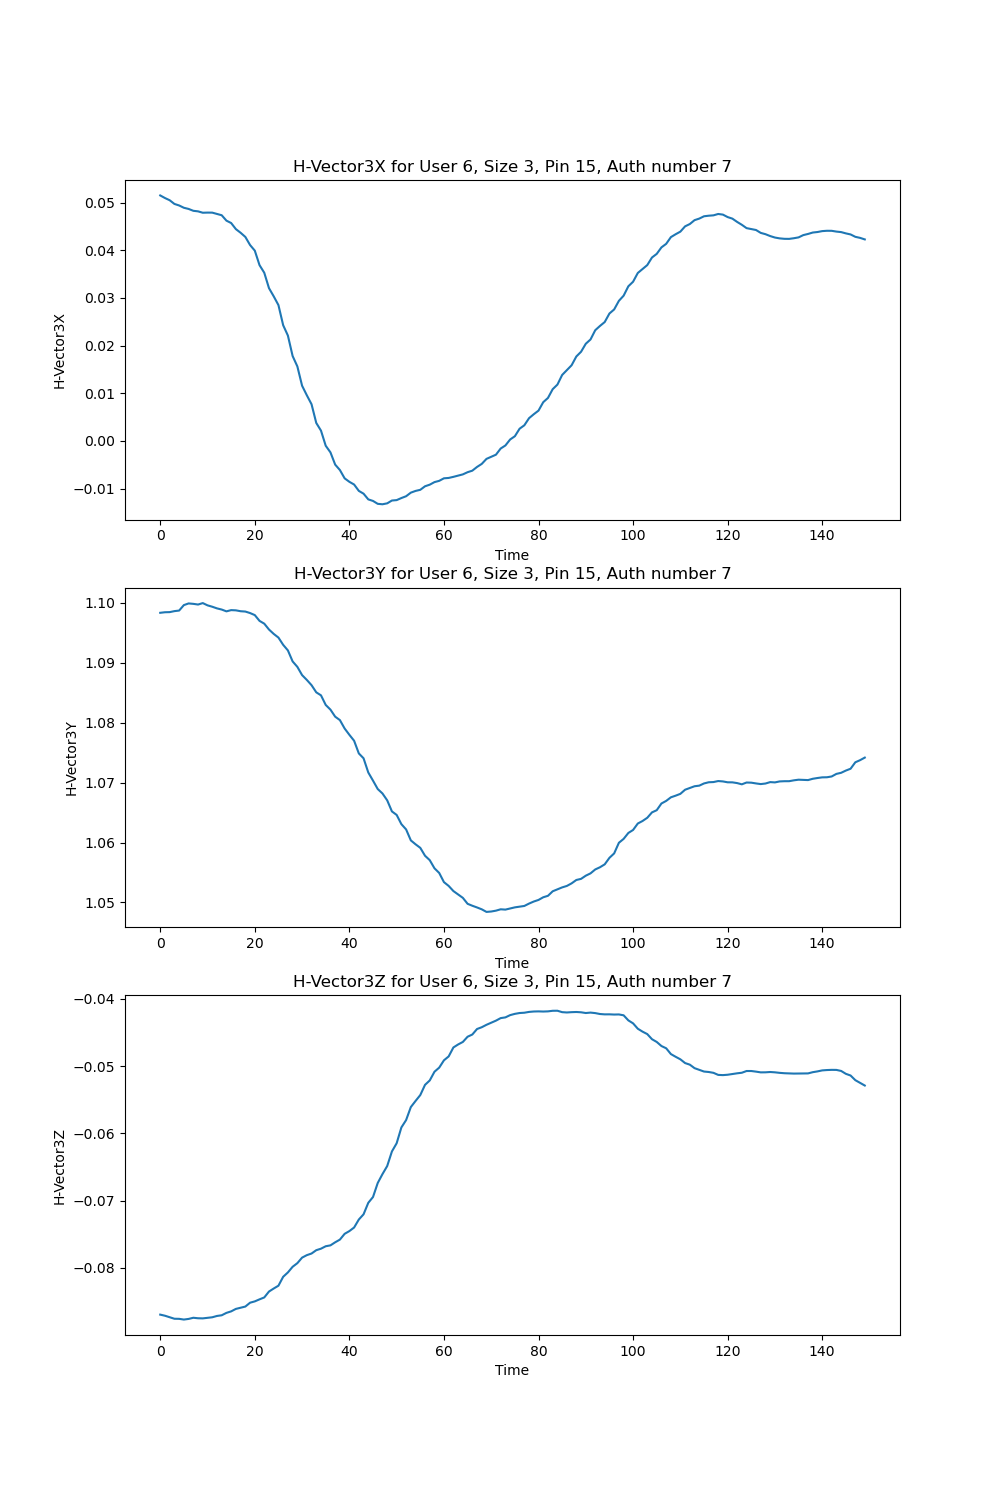 H-Vector3X for User 6, Size 3, Pin 15, Auth number 7
0.05
0.04
0.03
0.02
0.01
0.00
−0.01
H-Vector3X
0 20 40 60 80 100 120 140
Time
H-Vector3Y for User 6, Size 3, Pin 15, Auth number 7
1.10
1.09
1.08
1.07
1.06
1.05
H-Vector3Y
0 20 40 60 80 100 120 140
Time
H-Vector3Z for User 6, Size 3, Pin 15, Auth number 7
−0.04
−0.05
−0.06
−0.07
−0.08
H-Vector3Z
0 20 40 60 80 100 120 140
Time